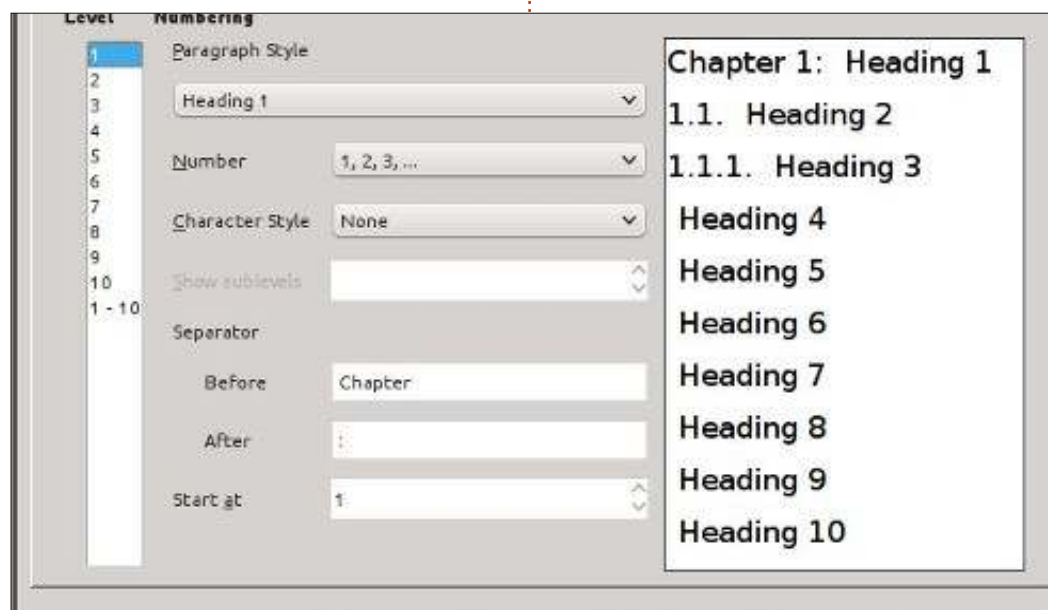 Level Numbering
1
2
3
4
5
6
7
8
9
10
1 - 10
Paragraph Style
Heading 1
Number 1, 2, 3, ...
Character Style None
Show sublevels
Separator
Before Chapter
After :
Start at 1
Chapter 1: Heading 1
1.1. Heading 2
1.1.1. Heading 3
Heading 4
Heading 5
Heading 6
Heading 7
Heading 8
Heading 9
Heading 10